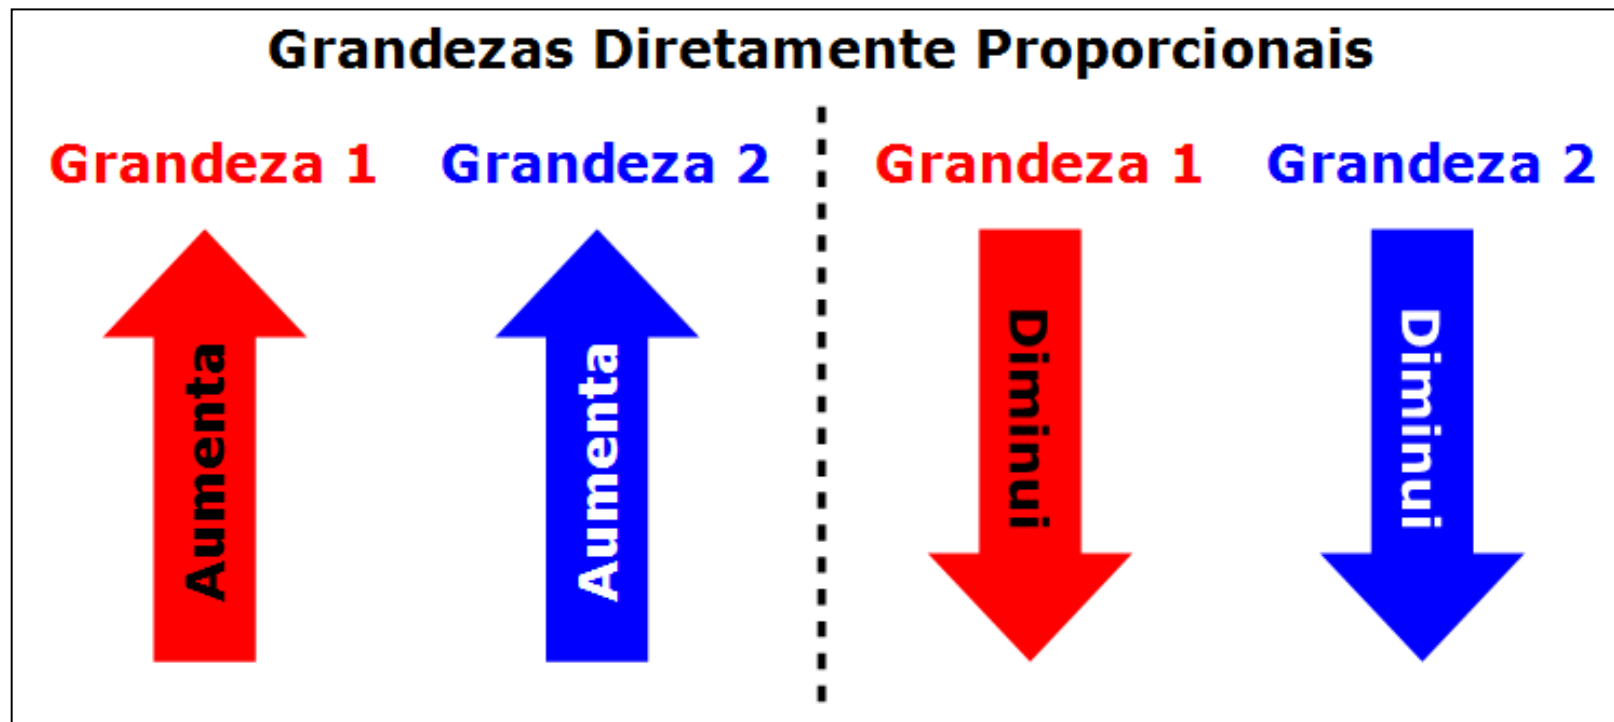 Grandezas Diretamente Proporcionais
Grandeza 1
Grandeza 2
Grandeza 1
Grandeza 2
Aumenta
Aumenta
Diminui
Diminui